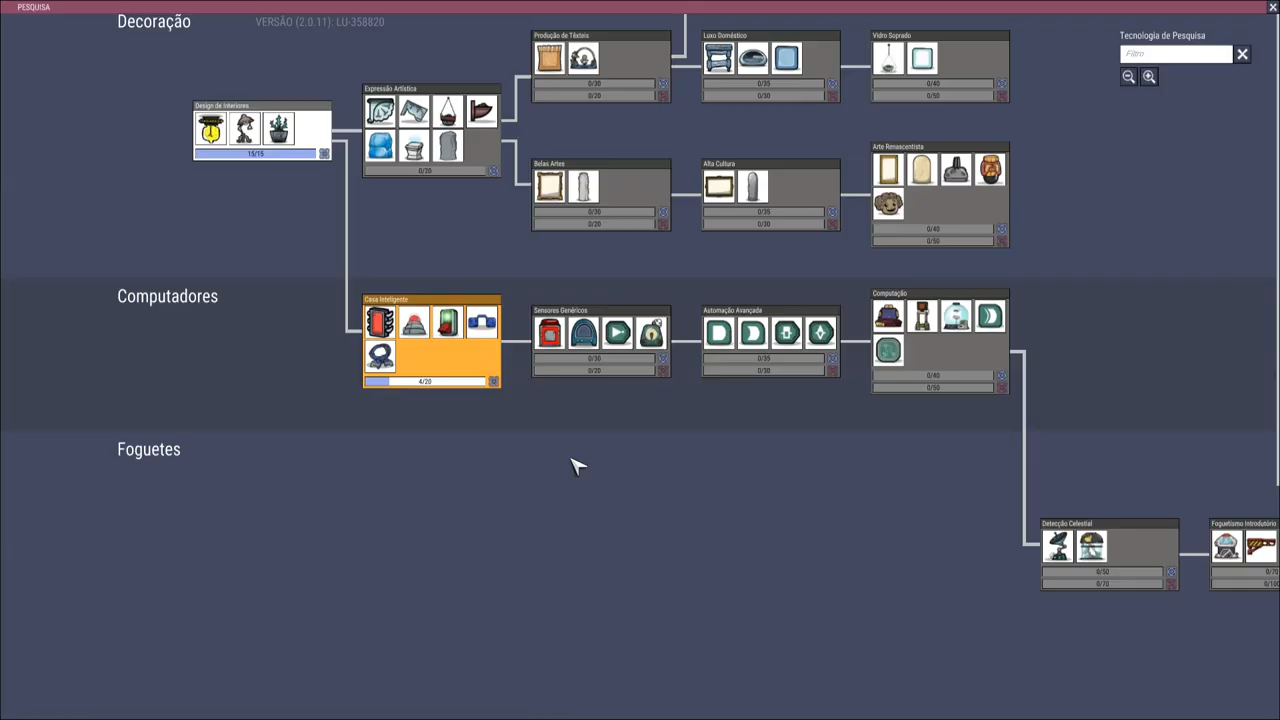 PESQUISA
Decoração
VERSÃO (2.0.11): LU-358820
Tecnologia de Pesquisa
Filtro
Produção de Têxteis
0/30
0/20
Luxo Doméstico
0/35
0/30
Vidro Soprado
0/40
0/50
Design de Interiores
15/15
Expressão Artística
0/20
Belas Artes
0/30
0/20
Alta Cultura
0/35
0/30
Arte Renascentista
0/40
0/50
Computadores
Casa Inteligente
4/20
Sensores Genéricos
0/30
0/20
Automação Avançada
0/35
0/30
Computação
0/40
0/50
Foguetes
Detecção Celestial
0/50
0/70
Foguetismo Introdutório
0/70
0/100